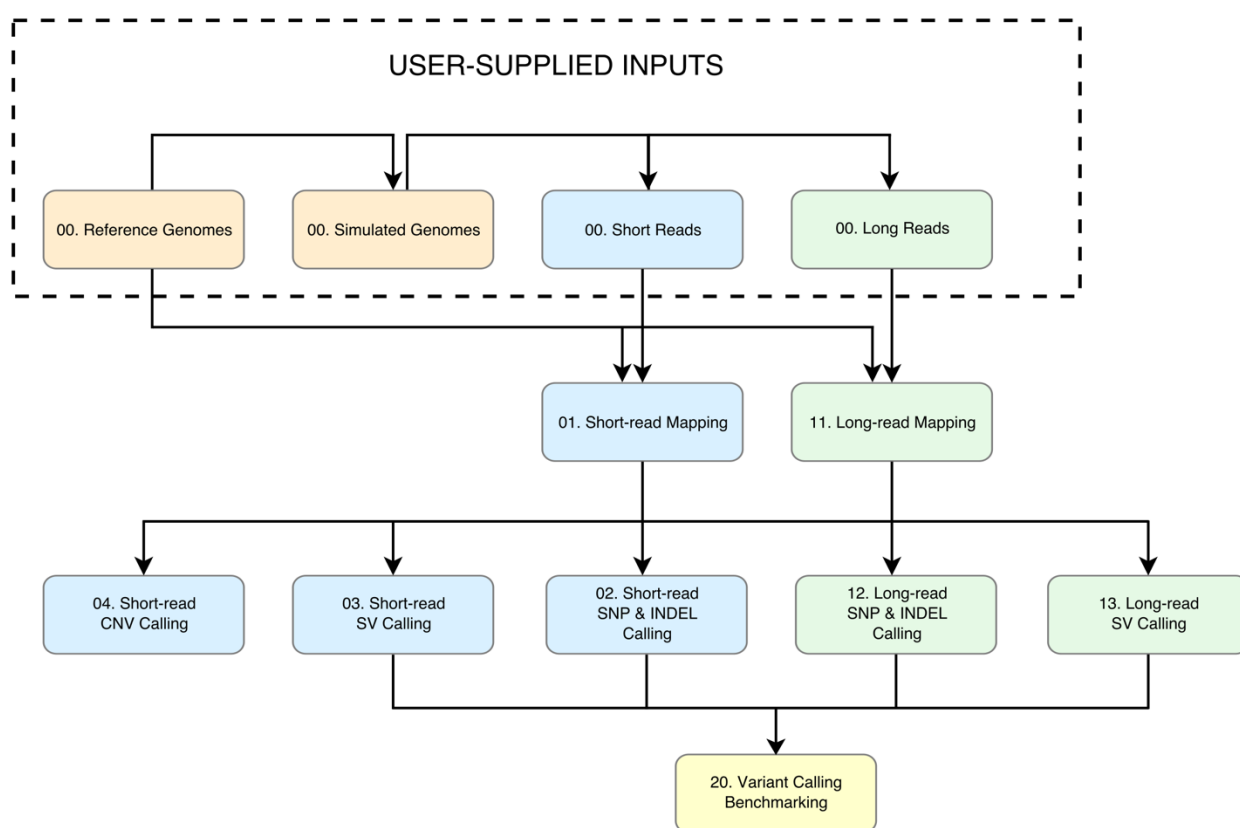 USER-SUPPLIED INPUTS
00. Reference Genomes
00. Simulated Genomes
00. Short Reads
00. Long Reads
01. Short-read Mapping
11. Long-read Mapping
04. Short-read
CNV Calling
03. Short-read
SV Calling
02. Short-read
SNP & INDEL
Calling
12. Long-read
SNP & INDEL
Calling
13. Long-read
SV Calling
20. Variant Calling
Benchmarking